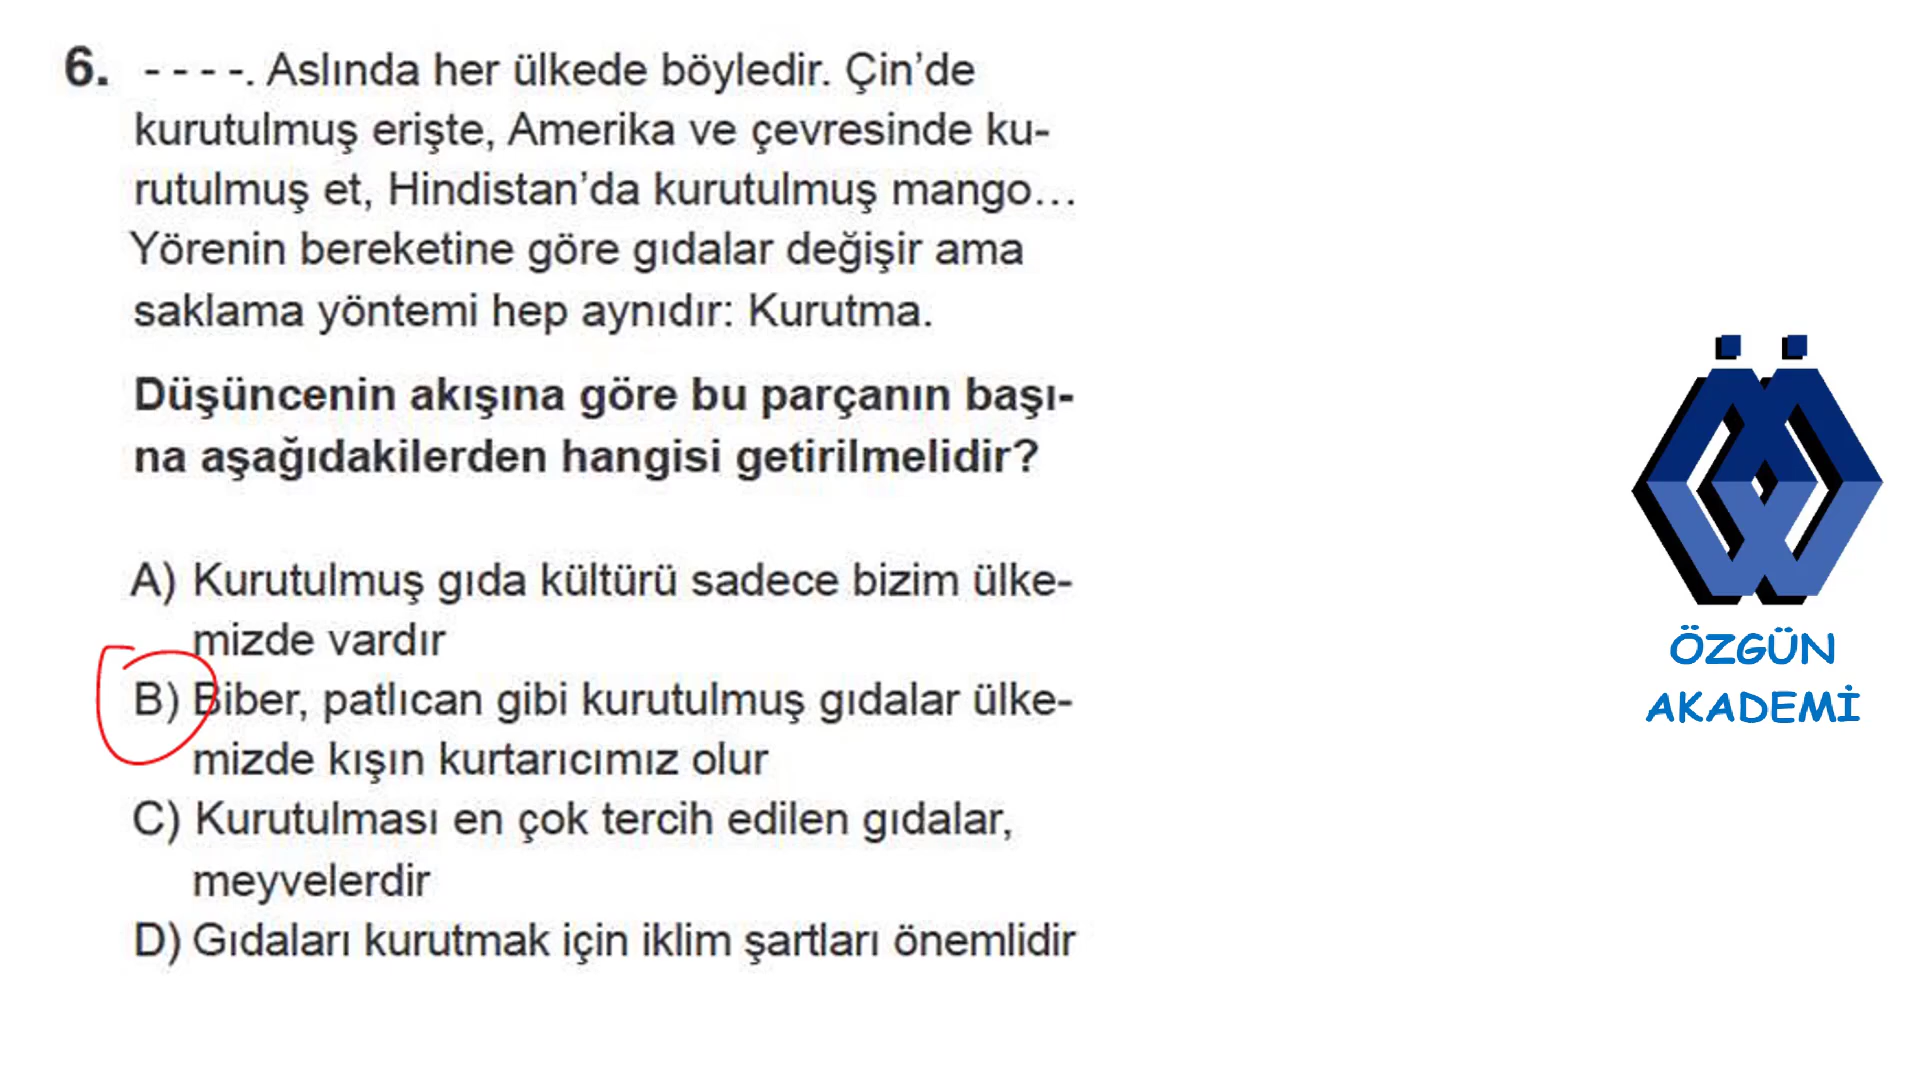 6. - - - -. Aslında her ülkede böyledir. Çin’de
kurutulmuş erişte, Amerika ve çevresinde ku-
rutulmuş et, Hindistan’da kurutulmuş mango…
Yörenin bereketine göre gıdalar değişir ama
saklama yöntemi hep aynıdır: Kurutma.
Düşüncenin akışına göre bu parçanın başı-
na aşağıdakilerden hangisi getirilmelidir?
A) Kurutulmuş gıda kültürü sadece bizim ülke-
mizde vardır
B) Biber, patlıcan gibi kurutulmuş gıdalar ülke-
mizde kışın kurtarıcımız olur
C) Kurutulması en çok tercih edilen gıdalar,
meyvelerdir
D) Gıdaları kurutmak için iklim şartları önemlidir
ÖZGÜN
AKADEMİ